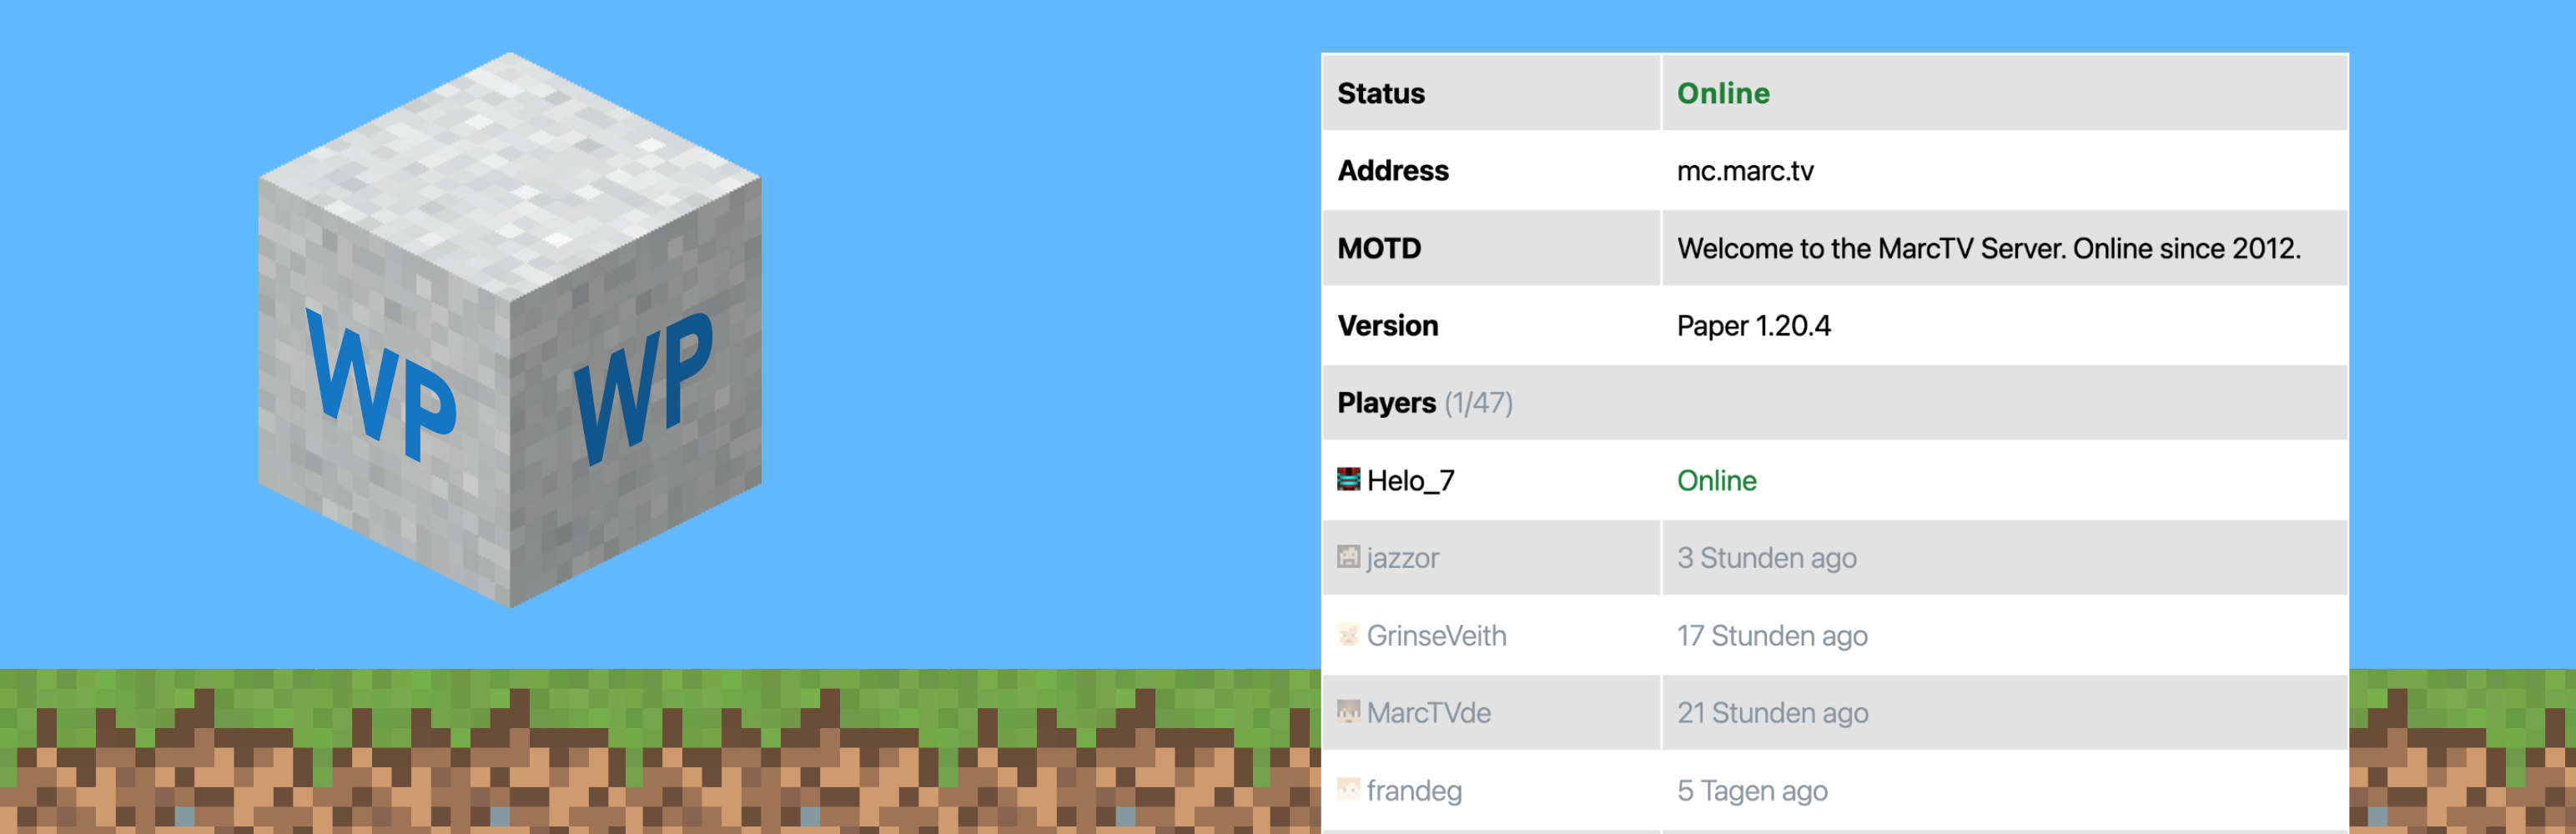 WP WP
Status Online
Address mc.marc.tv
MOTD Welcome to the MarcTV Server. Online since 2012.
Version Paper 1.20.4
Players (1/47)
Helo_7 Online
jazzor 3 Stunden ago
GrinseVeith 17 Stunden ago
MarcTVde 21 Stunden ago
frandeg 5 Tagen ago